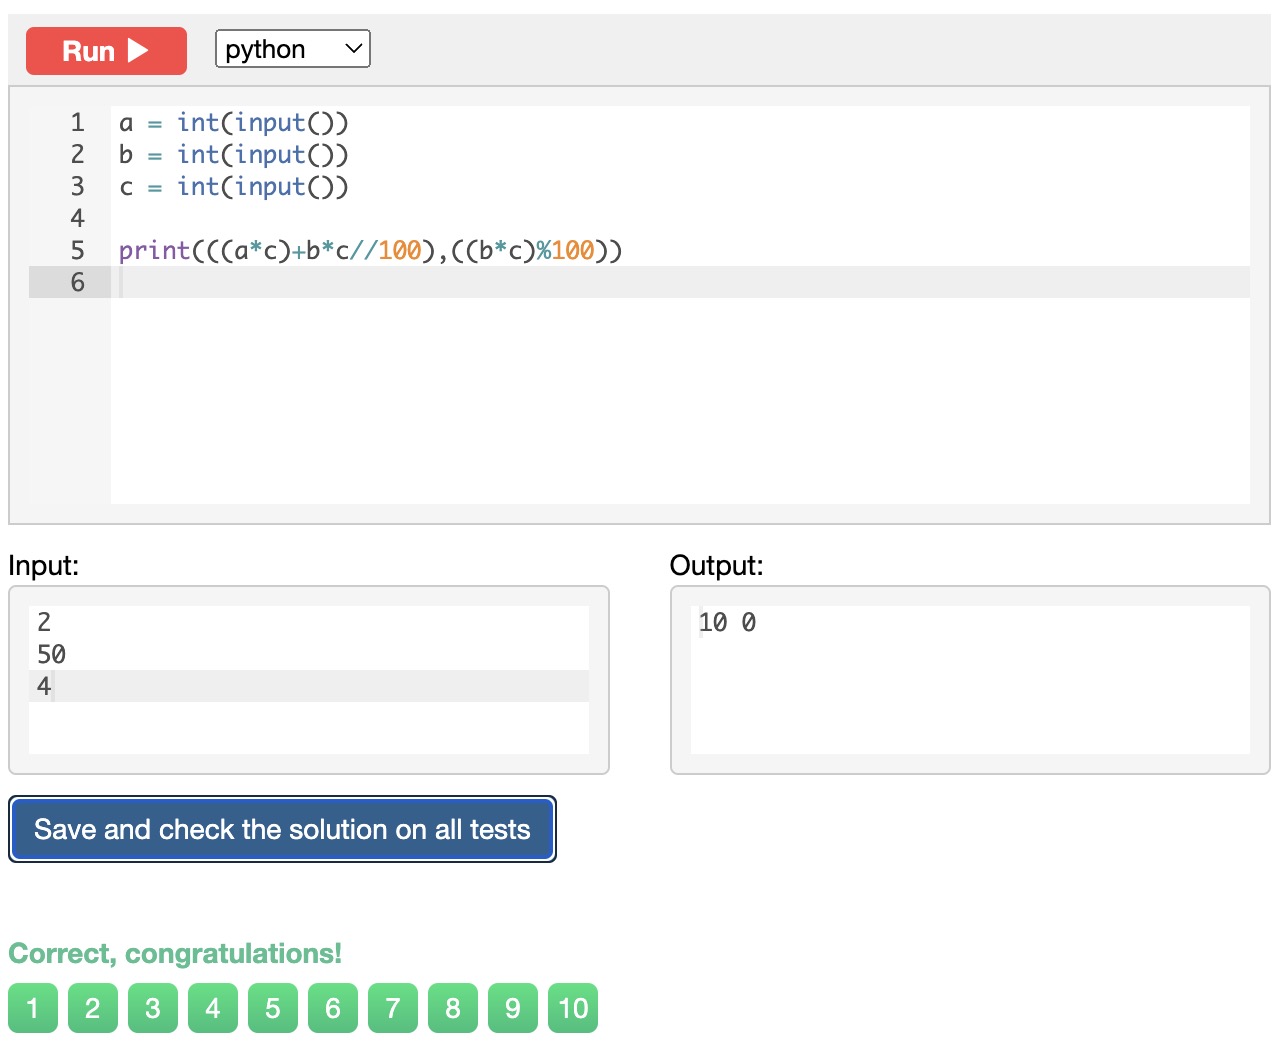 Run python
1 a = int(input())
2 b = int(input())
3 c = int(input())
4
5 print(((a*c)+b*c//100),((b*c)%100))
6
Input:
2
50
4
Output:
10 0
Save and check the solution on all tests
Correct, congratulations!
1 2 3 4 5 6 7 8 9 10